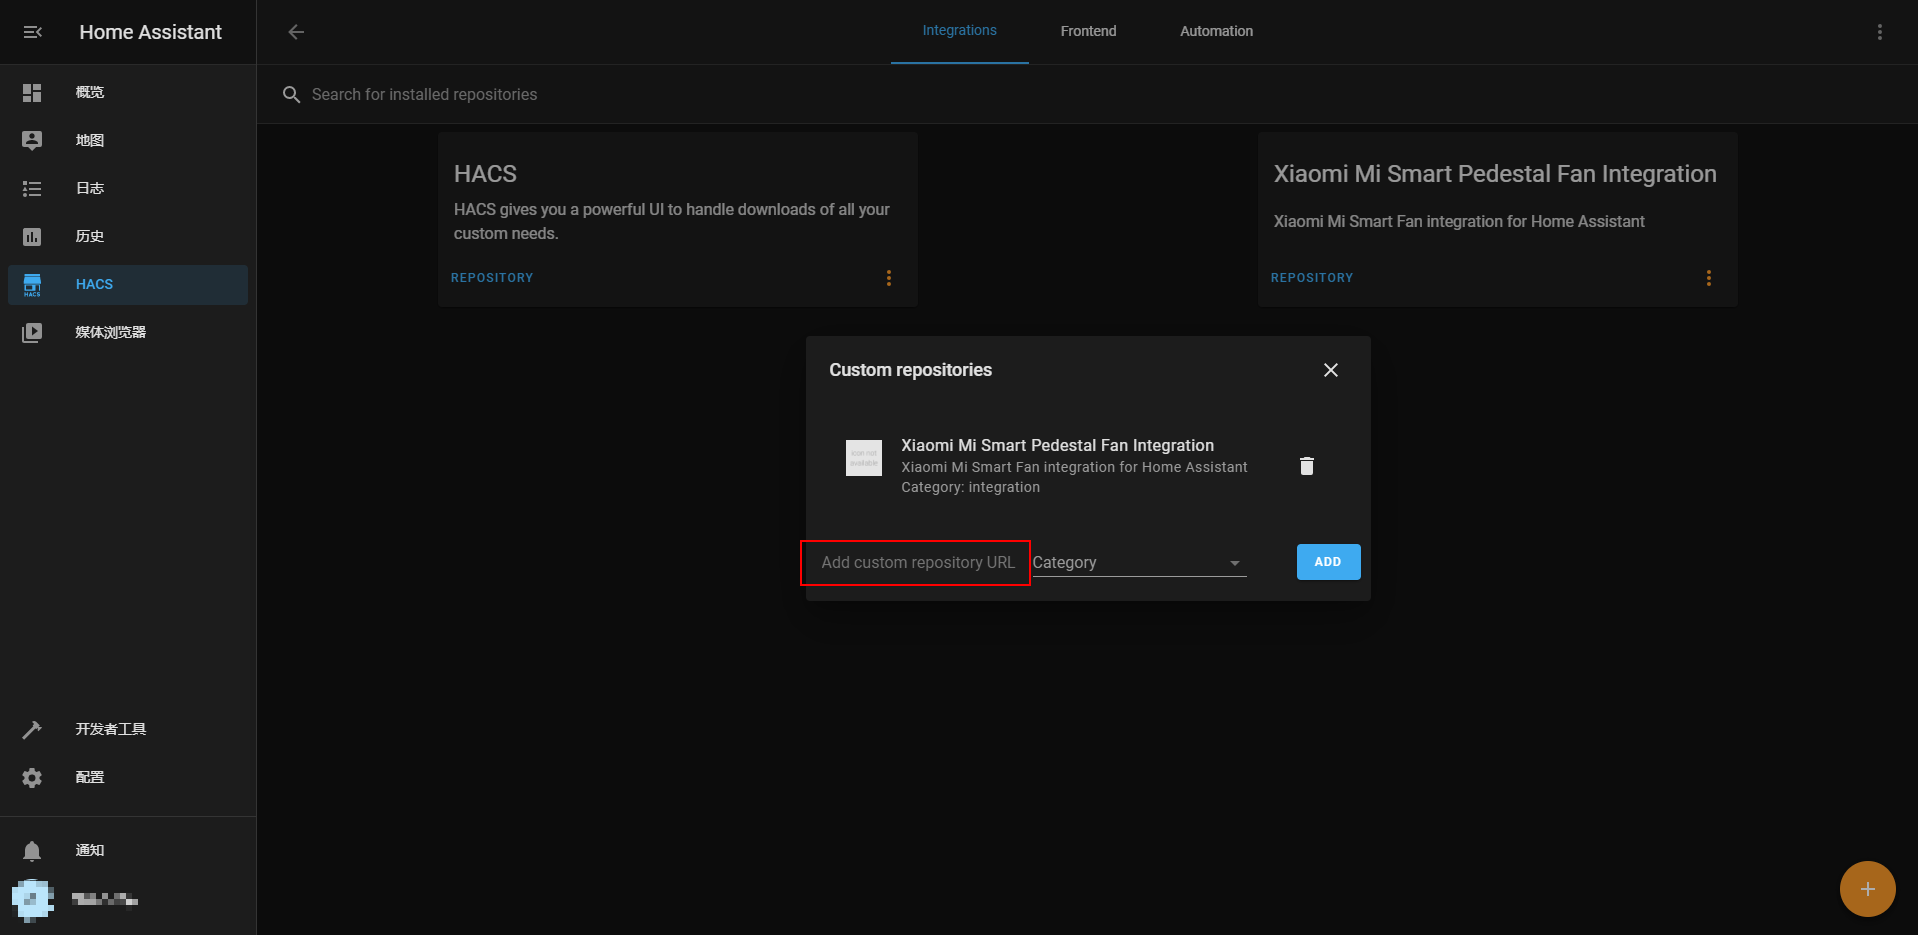 Home Assistant
概览
地图
日志
历史
HACS
HACS
媒体浏览器
开发者工具
配置
通知
Integrations
Frontend
Automation
Search for installed repositories
HACS
HACS gives you a powerful UI to handle downloads of all your
custom needs.
REPOSITORY
Xiaomi Mi Smart Pedestal Fan Integration
Xiaomi Mi Smart Fan integration for Home Assistant
REPOSITORY
Custom repositories
icon not
available
Xiaomi Mi Smart Pedestal Fan Integration
Xiaomi Mi Smart Fan integration for Home Assistant
Category: integration
Add custom repository URL
Category
ADD